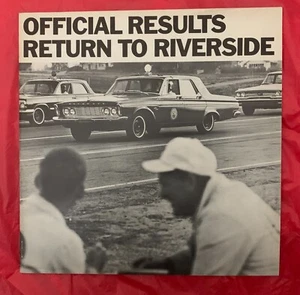 OFFICIAL RESULTS
RETURN TO RIVERSIDE